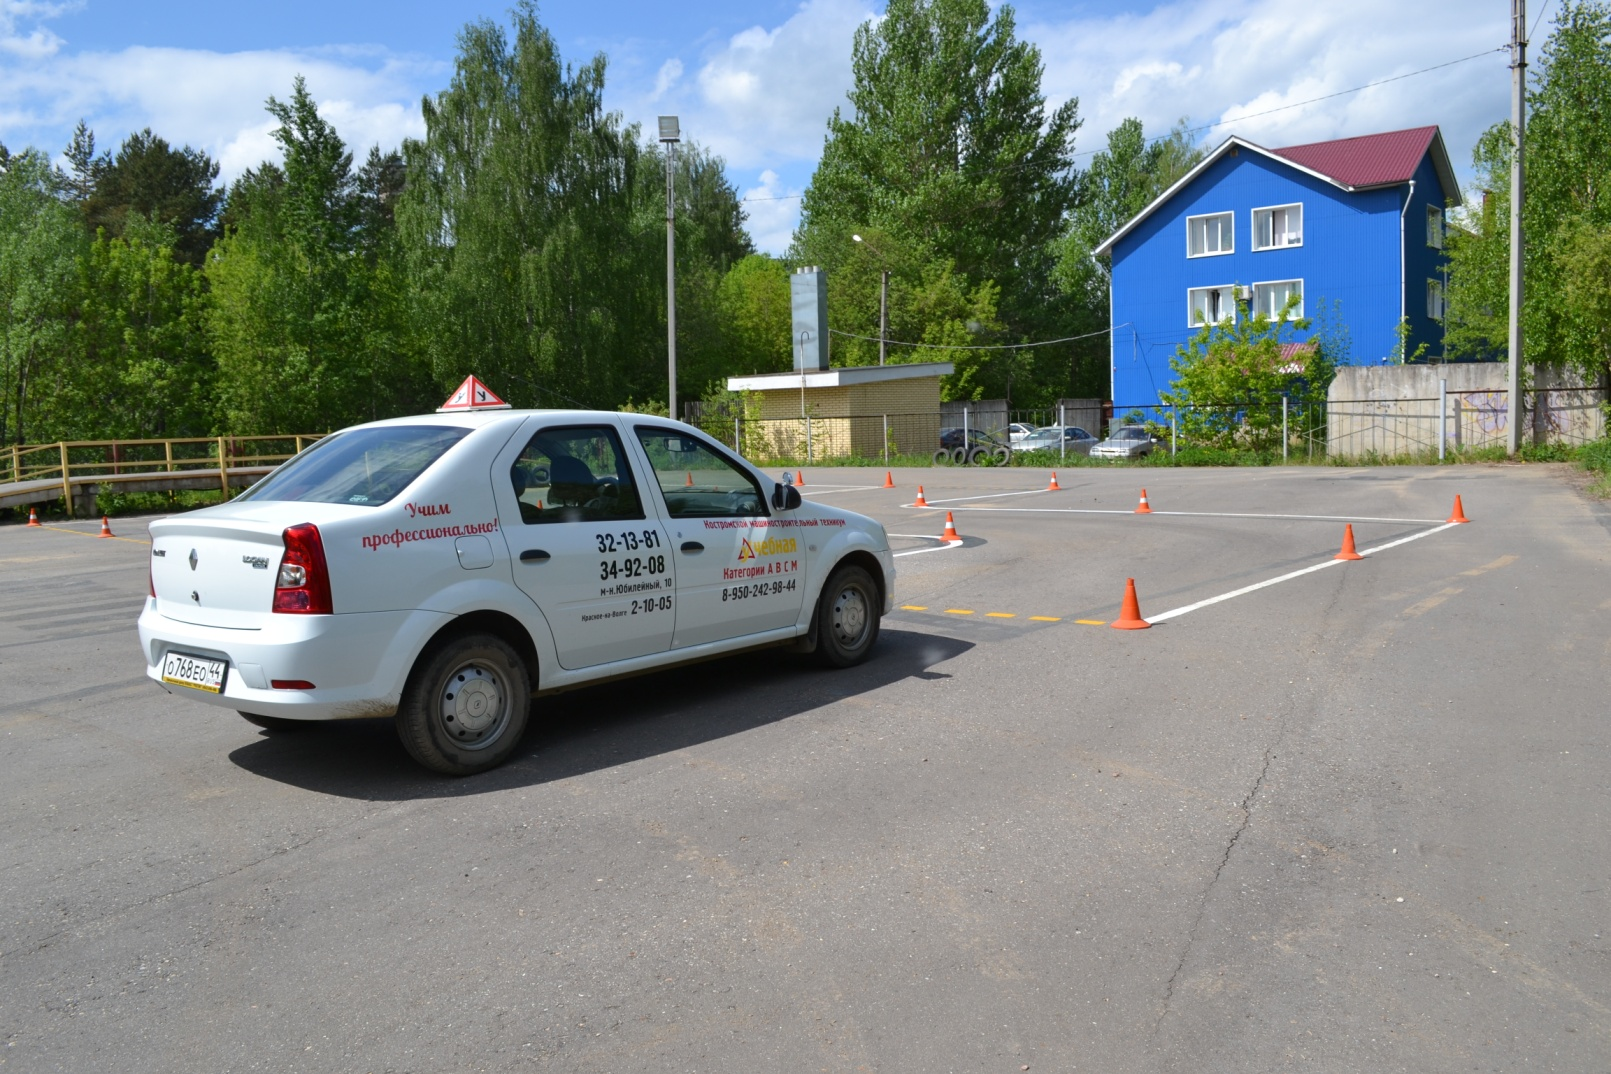 Учим
профессионально!
LOGAN
32-13-81
34-92-08
м-н.Юбилейный, 10
Красное-на-Волге 2-10-05
Костромской машиностроительный техникум
Учебная
Категории А В С М
8-950-242-98-44
О768ЕО 44